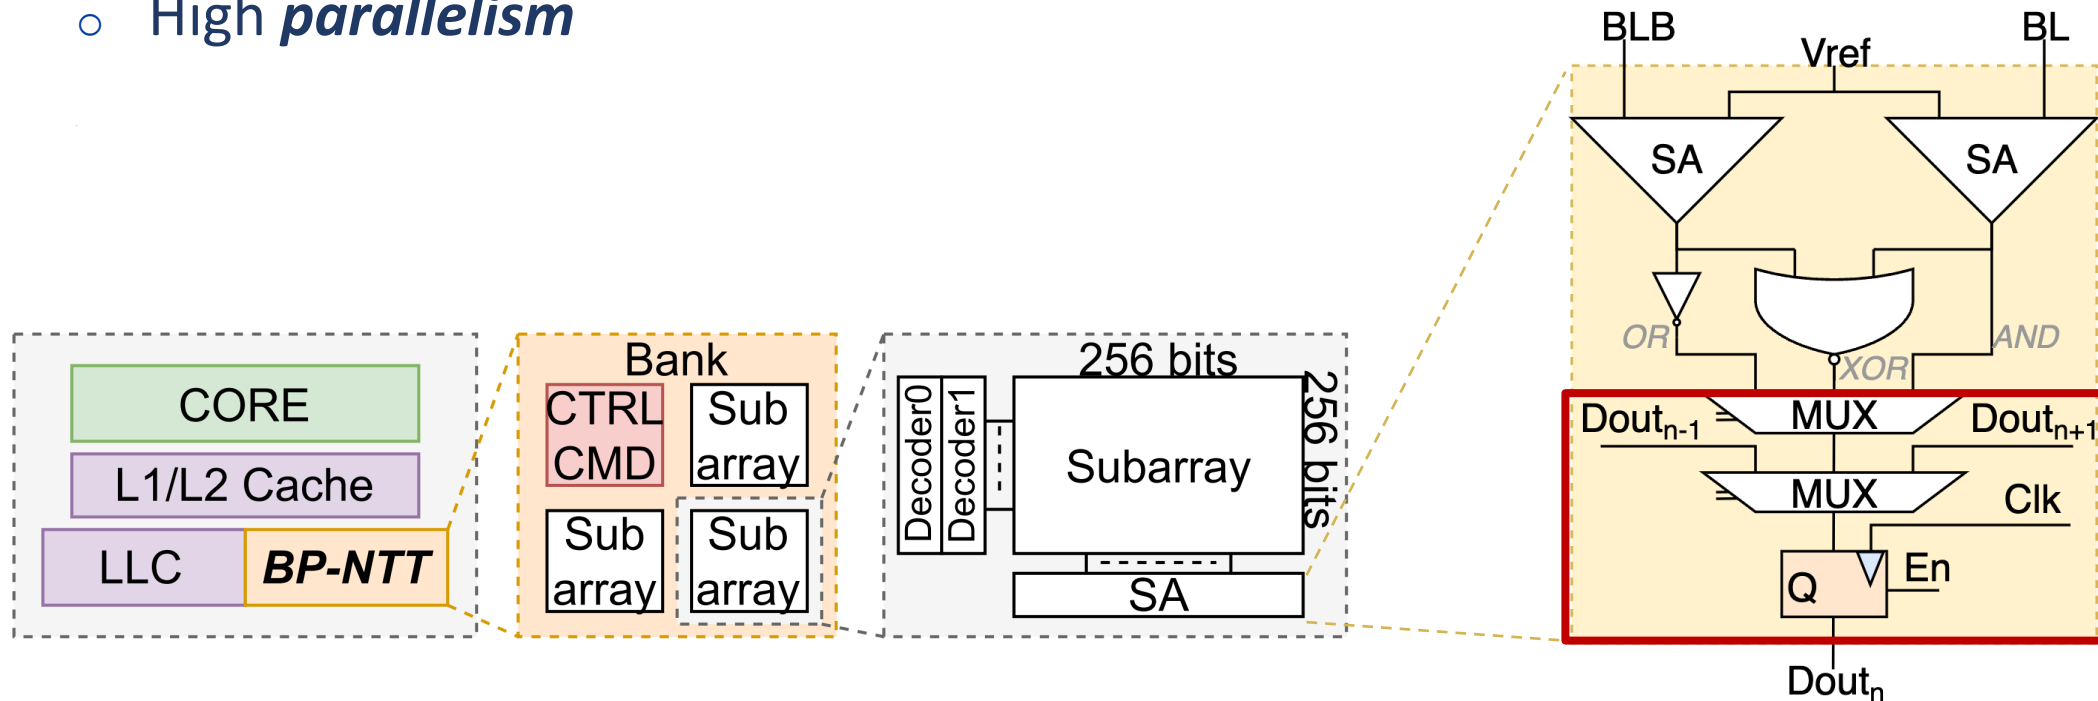 ○ High parallelism
CORE
L1/L2 Cache
LLC
BP-NTT
Bank
CTRL
CMD
Sub
array
Sub
array
Sub
array
256 bits
256 bits
Decoder0
Decoder1
Subarray
SA
BLB
Vref
BL
SA
SA
OR
XOR
AND
MUX
Doutn-1
Doutn+1
MUX
Clk
Q
En
Doutn